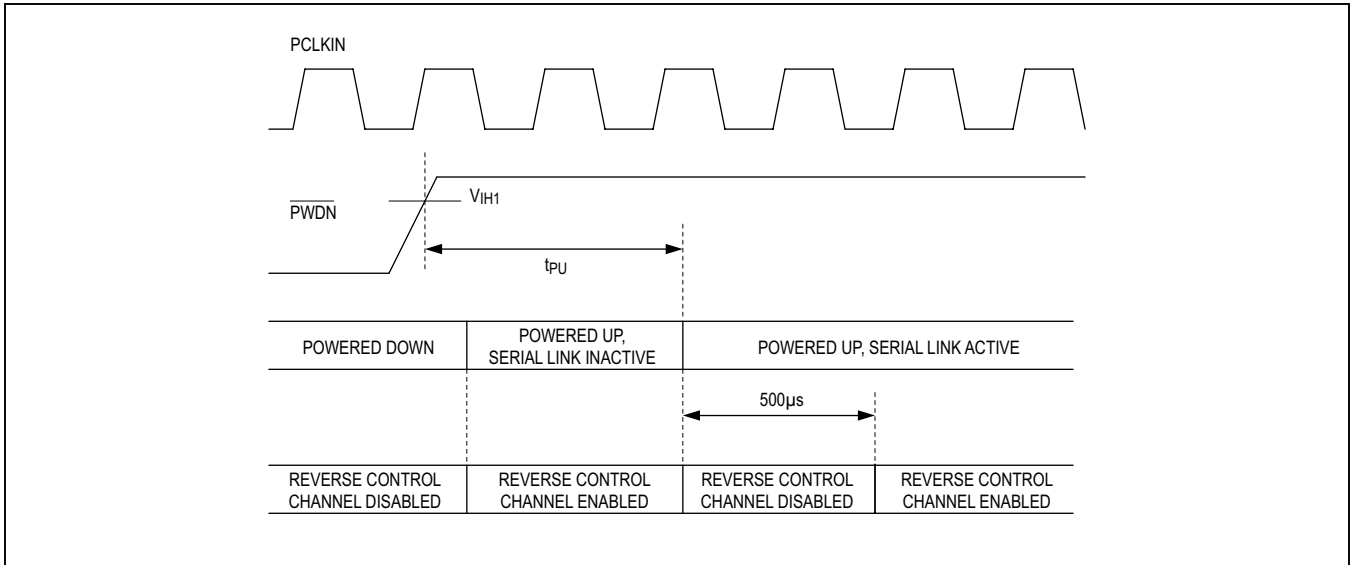 PCLKIN
VIH1
PWDN
tPU
POWERED DOWN
POWERED UP,
SERIAL LINK INACTIVE
POWERED UP, SERIAL LINK ACTIVE
500µs
REVERSE CONTROL
CHANNEL DISABLED
REVERSE CONTROL
CHANNEL ENABLED
REVERSE CONTROL
CHANNEL DISABLED
REVERSE CONTROL
CHANNEL ENABLED